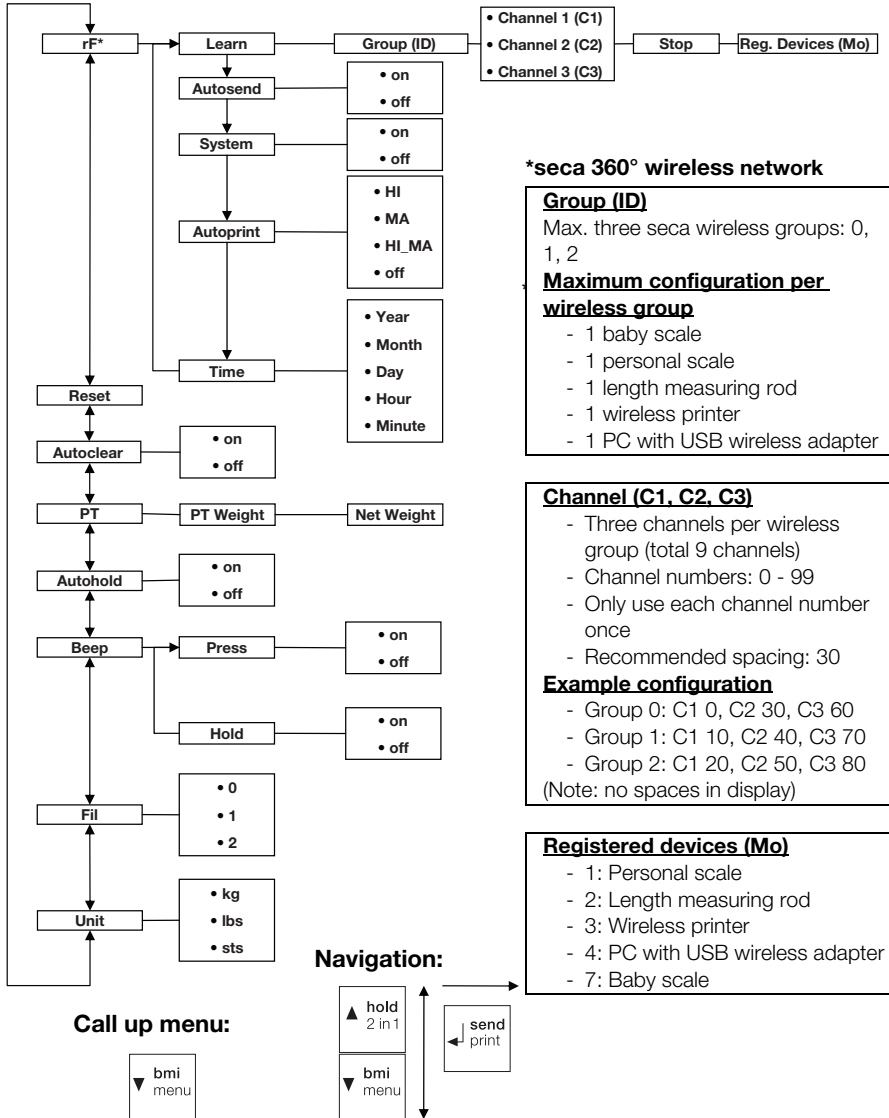 rF*
Learn
Group (ID)
• Channel 1 (C1)
• Channel 2 (C2)
• Channel 3 (C3)
Stop
Reg. Devices (Mo)
Autosend
• on
• off
System
• on
• off
Autoprint
• HI
• MA
• HI_MA
• off
Time
• Year
• Month
• Day
• Hour
• Minute
Reset
Autoclear
• on
• off
PT
PT Weight
Net Weight
Autohold
• on
• off
Beep
Press
• on
• off
Hold
• on
• off
Fil
• 0
• 1
• 2
Unit
• kg
• lbs
• sts
*seca 360° wireless network
Group (ID)
Max. three seca wireless groups: 0,
1, 2
*
Maximum configuration per
wireless group
- 1 baby scale
- 1 personal scale
- 1 length measuring rod
- 1 wireless printer
- 1 PC with USB wireless adapter
Channel (C1, C2, C3)
- Three channels per wireless
group (total 9 channels)
- Channel numbers: 0 - 99
- Only use each channel number
once
- Recommended spacing: 30
Example configuration
- Group 0: C1 0, C2 30, C3 60
- Group 1: C1 10, C2 40, C3 70
- Group 2: C1 20, C2 50, C3 80
(Note: no spaces in display)
Registered devices (Mo)
- 1: Personal scale
- 2: Length measuring rod
- 3: Wireless printer
- 4: PC with USB wireless adapter
- 7: Baby scale
Call up menu:
bmi
menu
Navigation:
hold
2 in 1
bmi
menu
send
print